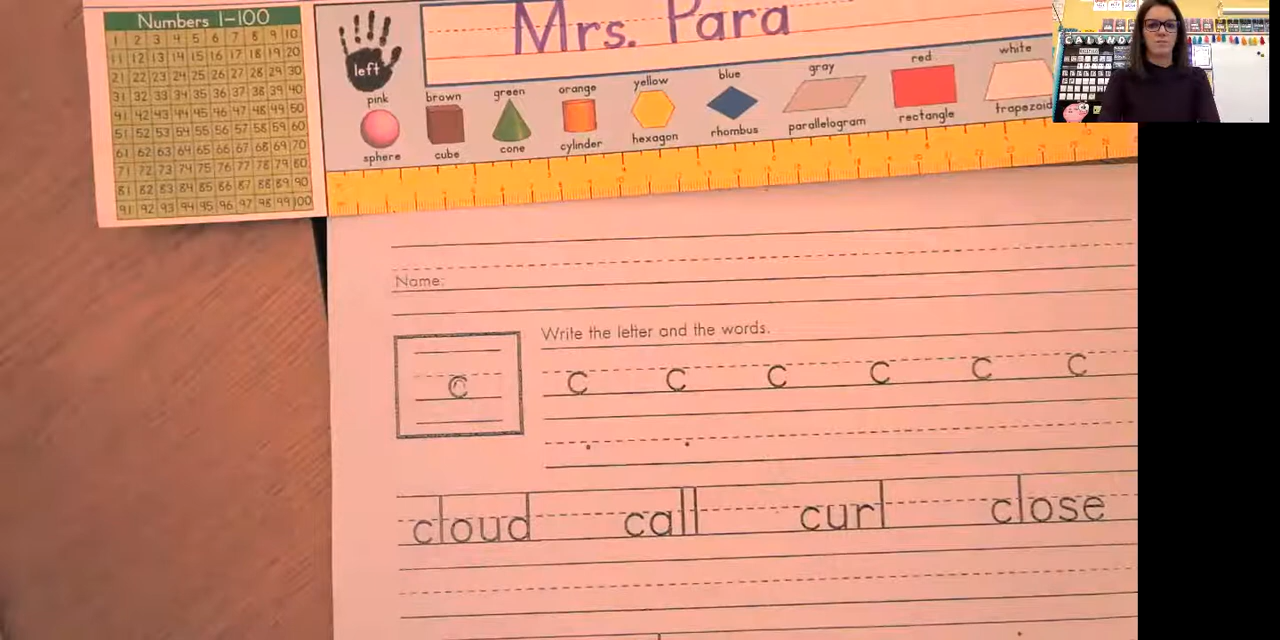 Numbers 1-100
1 2 3 4 5 6 7 8 9 10
11 12 13 14 15 16 17 18 19 20
21 22 23 24 25 26 27 28 29 30
31 32 33 34 35 36 37 38 39 40
41 42 43 44 45 46 47 48 49 50
51 52 53 54 55 56 57 58 59 60
61 62 63 64 65 66 67 68 69 70
71 72 73 74 75 76 77 78 79 80
81 82 83 84 85 86 87 88 89 90
91 92 93 94 95 96 97 98 99 100
left
Mrs. Para
pink brown green orange yellow blue gray red white
sphere cube cone cylinder hexagon rhombus parallelogram rectangle trapezoid
CALENDAR
Name:
Write the letter and the words.
c
c c c c c c
cloud call curl close